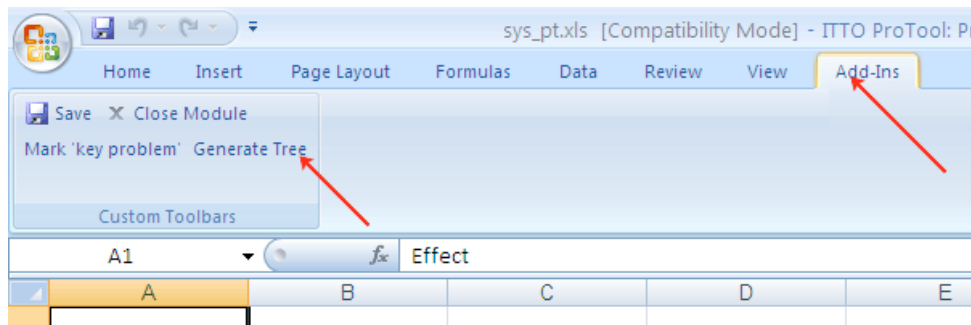 sys_pt.xls [Compatibility Mode] - ITTO ProTool: P
Home Insert Page Layout Formulas Data Review View Add-Ins
Save X Close Module
Mark 'key problem' Generate Tree
Custom Toolbars
A1 fx Effect
A B C D E